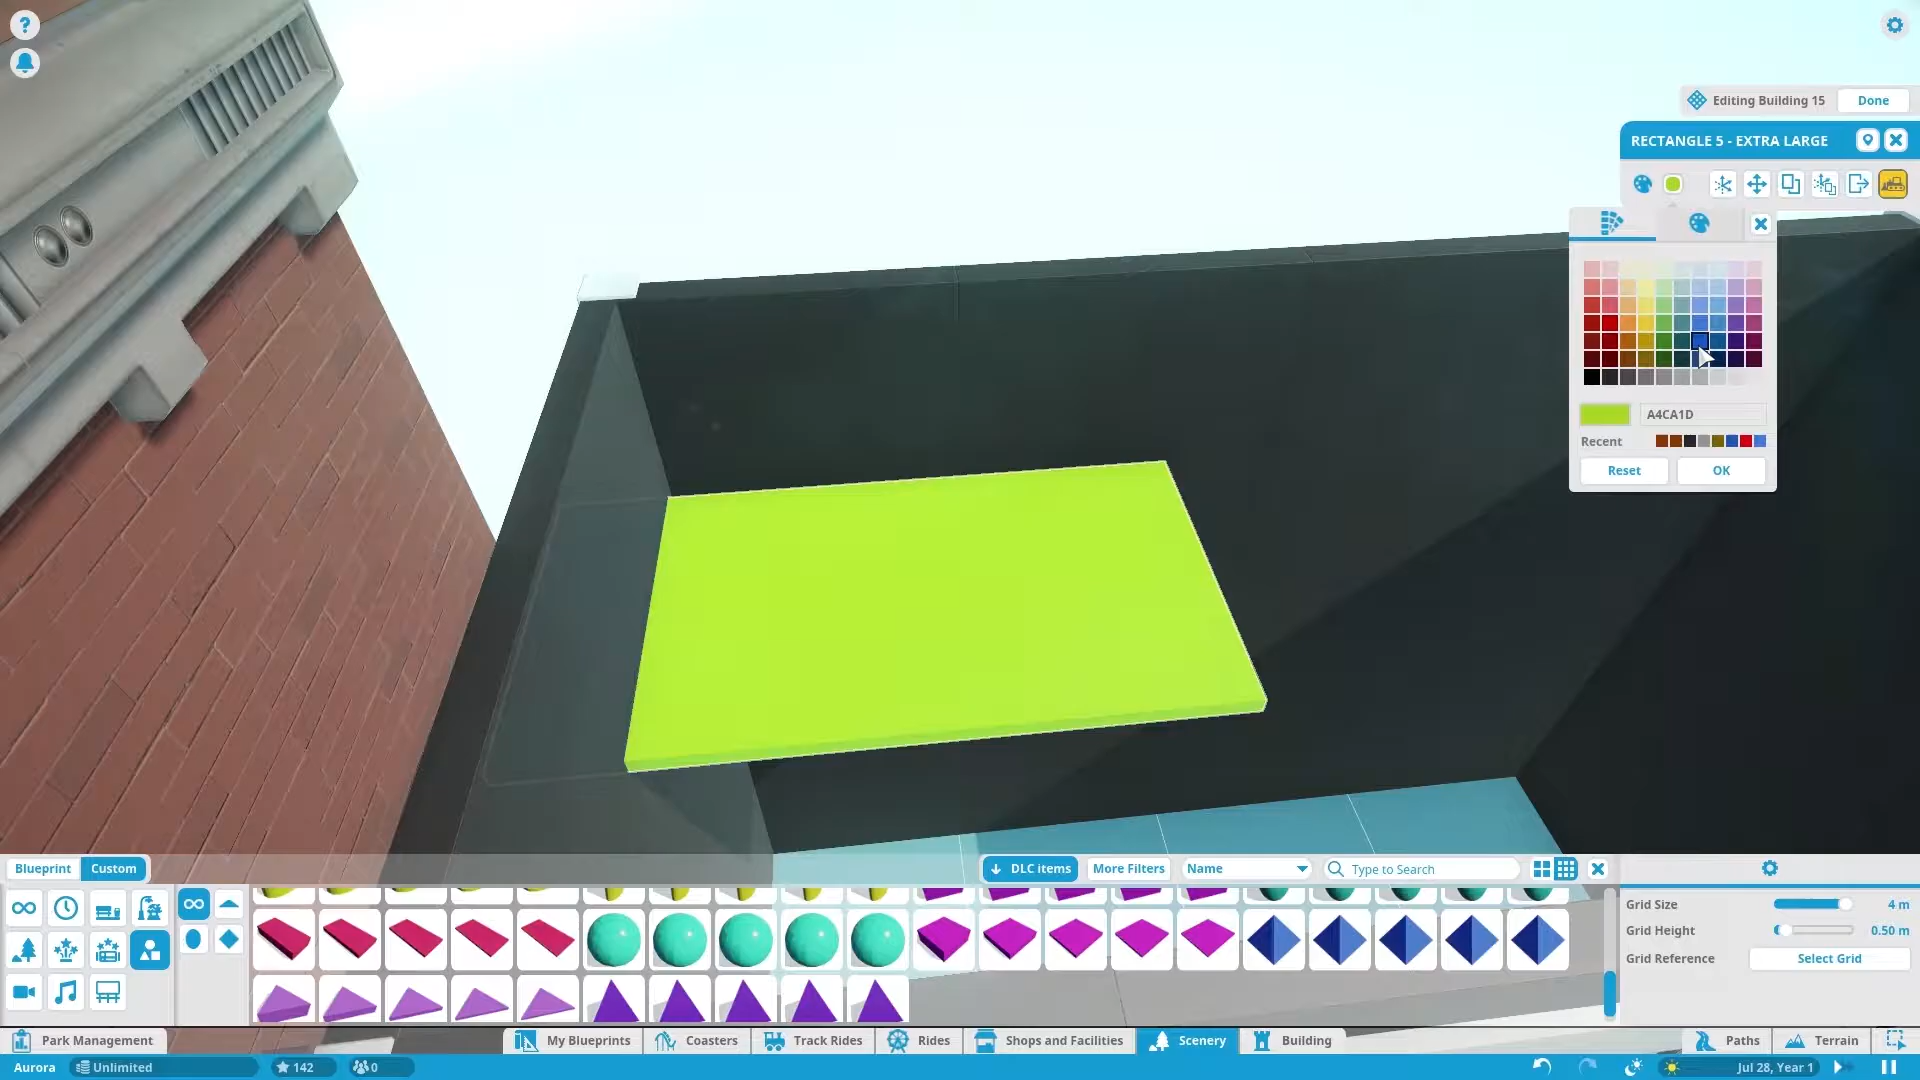 ?
Editing Building 15
Done
RECTANGLE 5 - EXTRA LARGE
A4CA1D
Recent
Reset
OK
Blueprint
Custom
DLC items
More Filters
Name
Type to Search
Grid Size
4 m
Grid Height
0.50 m
Grid Reference
Select Grid
Park Management
My Blueprints
Coasters
Track Rides
Rides
Shops and Facilities
Scenery
Building
Paths
Terrain
Aurora
Unlimited
142
0
Jul 28, Year 1